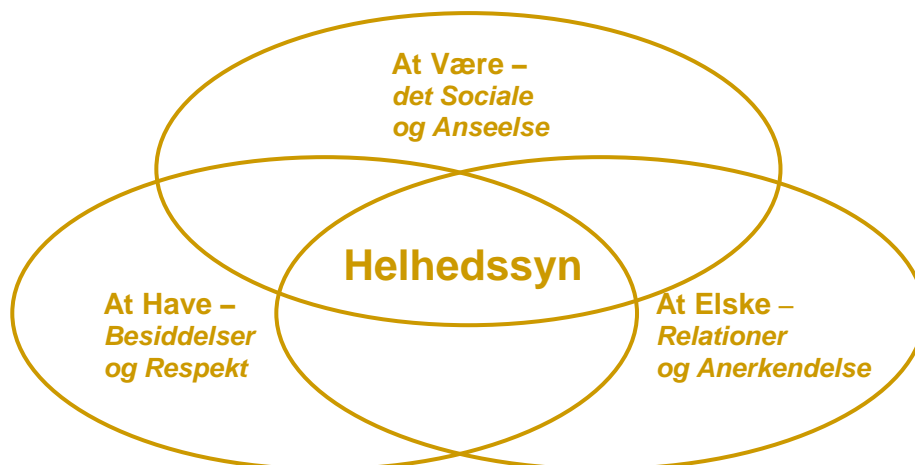 At Være –
det Sociale
og Anseelse
Helhedssyn
At Have –
Besiddelser
og Respekt
At Elske –
Relationer
og Anerkendelse